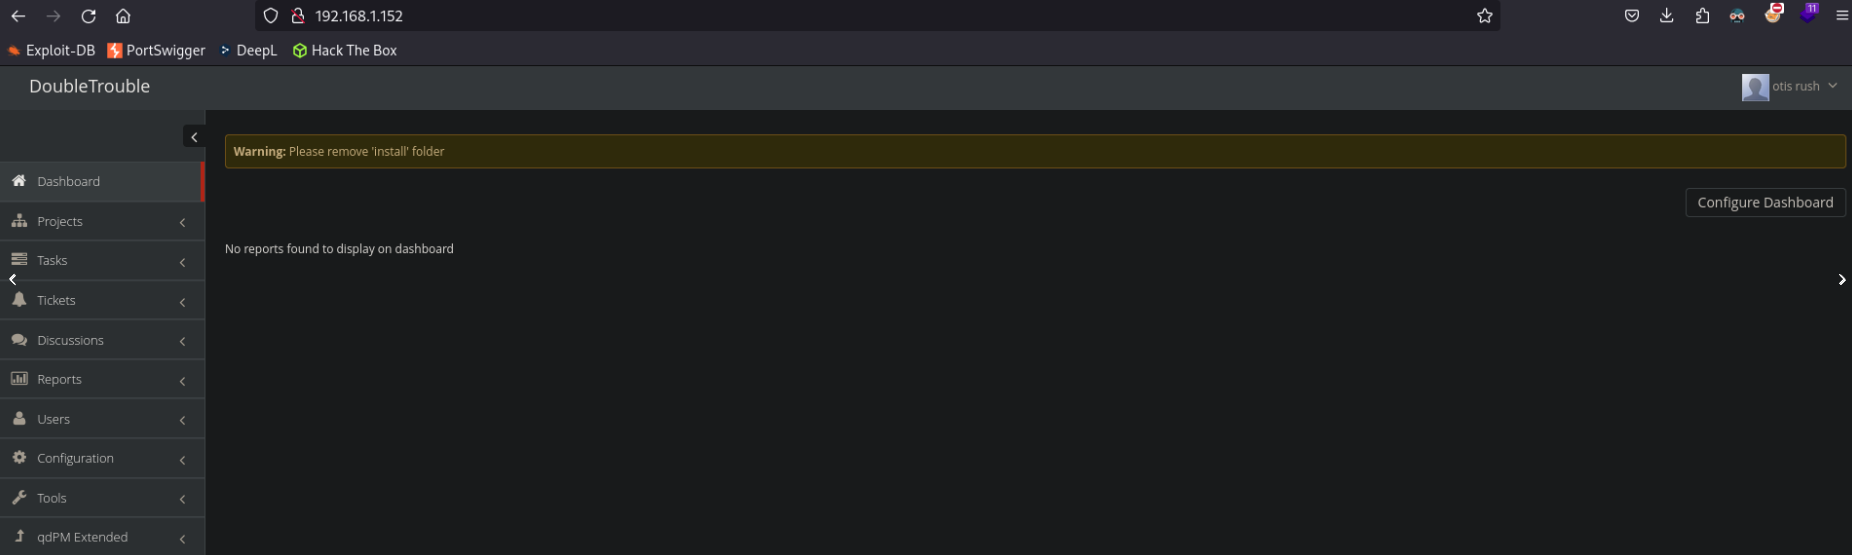 192.168.1.152
11
Exploit-DB PortSwigger DeepL Hack The Box
DoubleTrouble
otis rush
Warning: Please remove 'install' folder
Dashboard
Configure Dashboard
Projects
No reports found to display on dashboard
Tasks
Tickets
Discussions
Reports
Users
Configuration
Tools
qdPM Extended